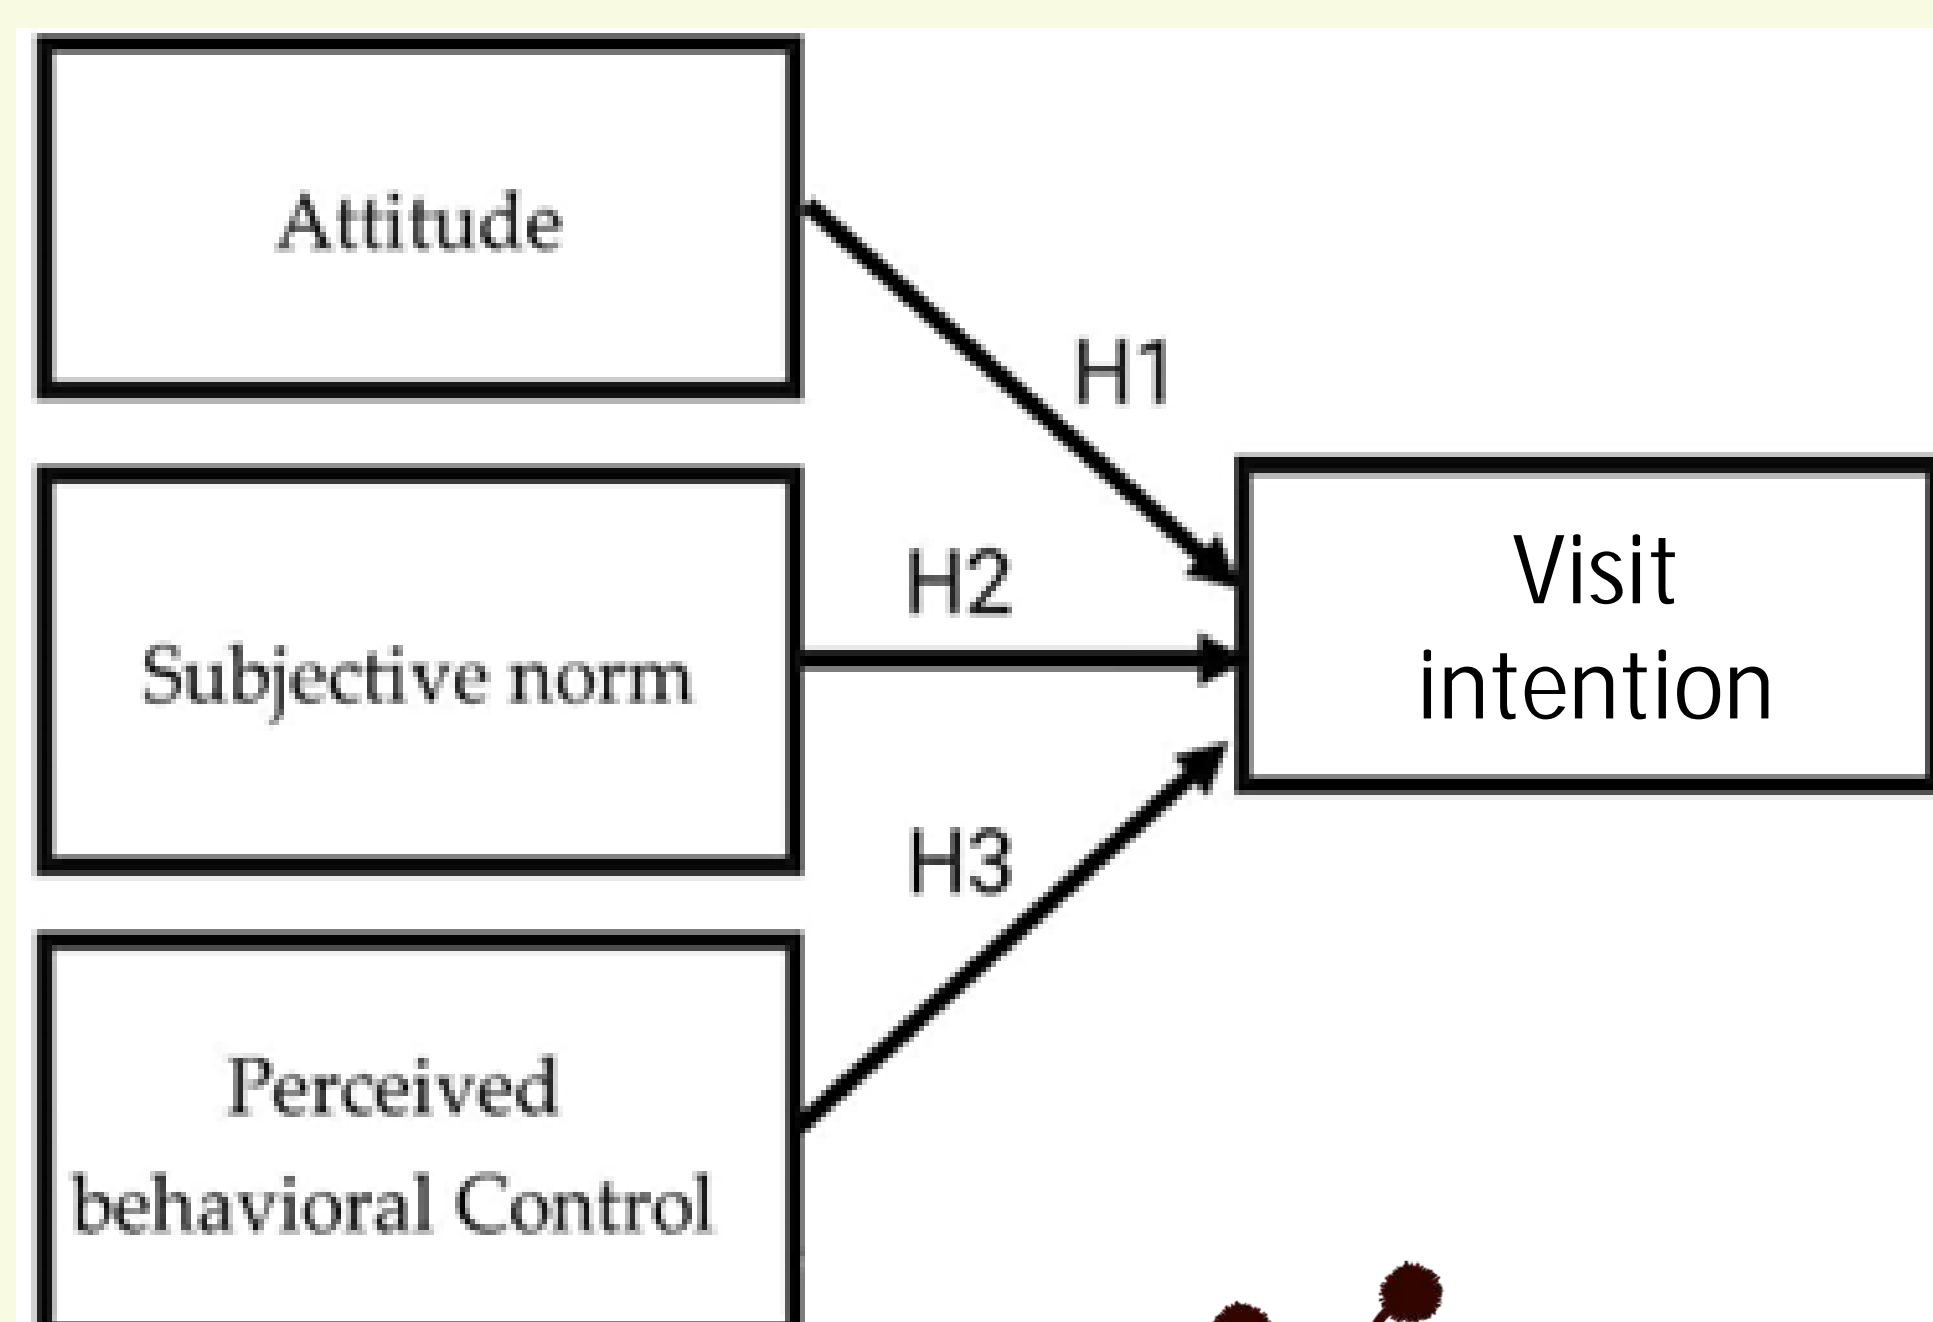 Attitude
H1
Subjective norm
H2
Visit
intention
H3
Perceived
behavioral Control